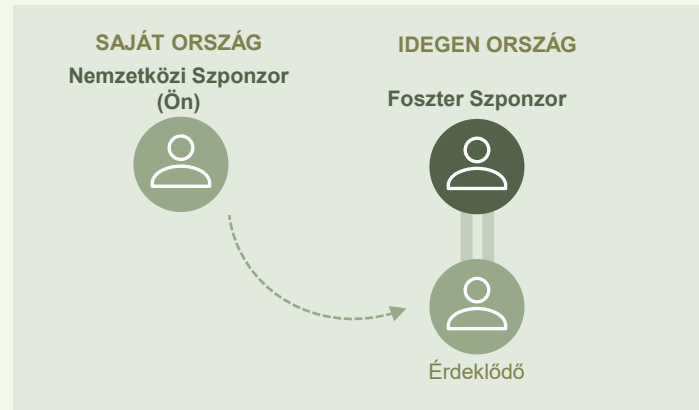 SAJÁT ORSZÁG
Nemzetközi Szponzor
(Ön)
IDEGEN ORSZÁG
Foszter Szponzor
Érdeklődő